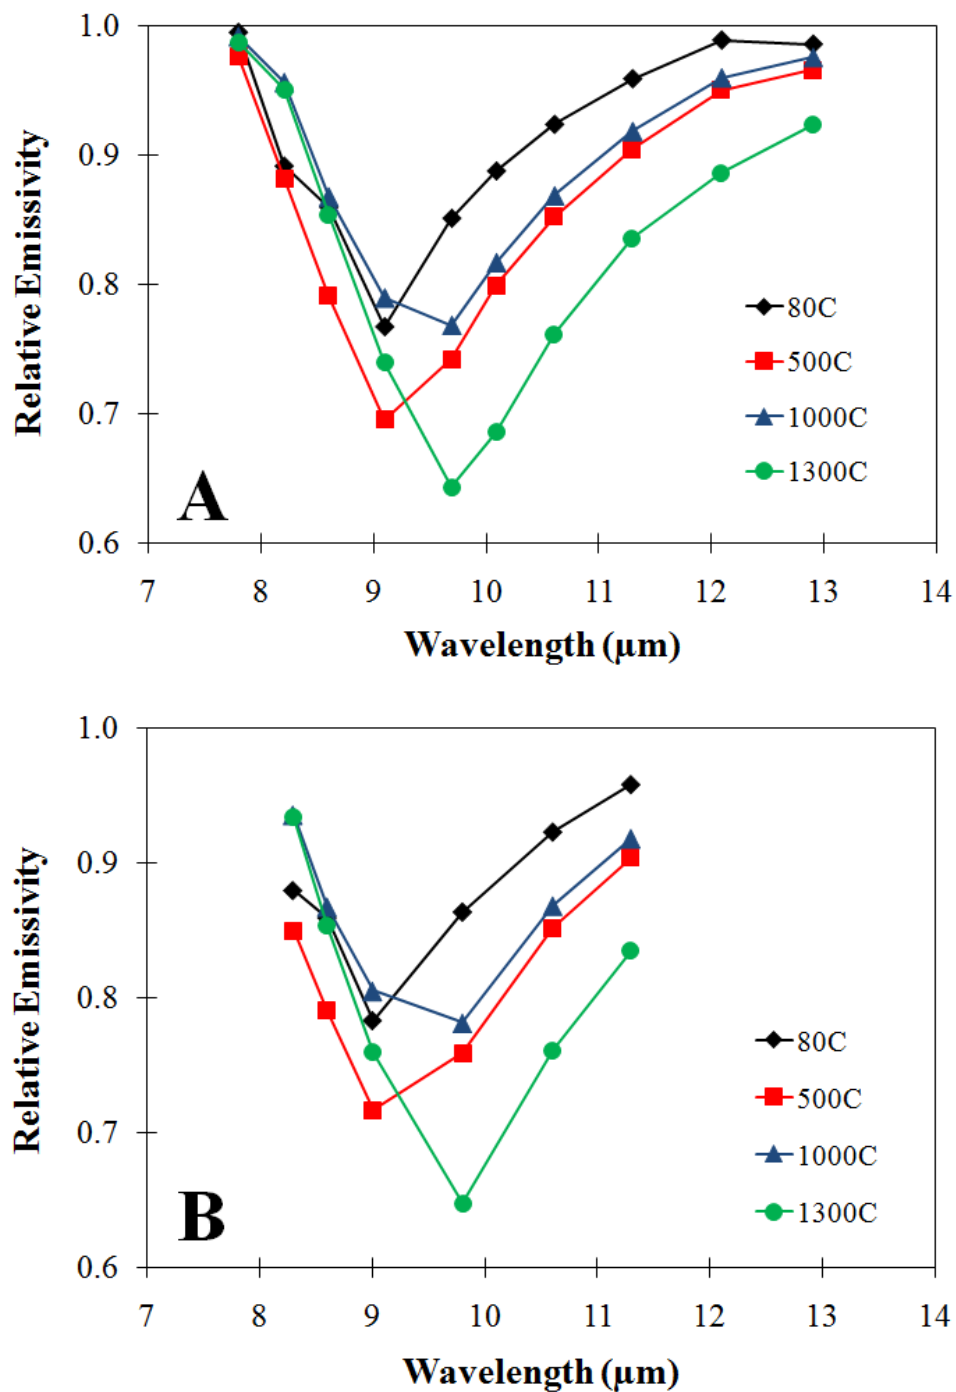 1.0
0.9
0.8
0.7
0.6
Relative Emissivity
80C
500C
1000C
1300C
A
7 8 9 10 11 12 13 14
Wavelength (µm)
1.0
0.9
0.8
0.7
0.6
Relative Emissivity
80C
500C
1000C
1300C
B
7 8 9 10 11 12 13 14
Wavelength (µm)